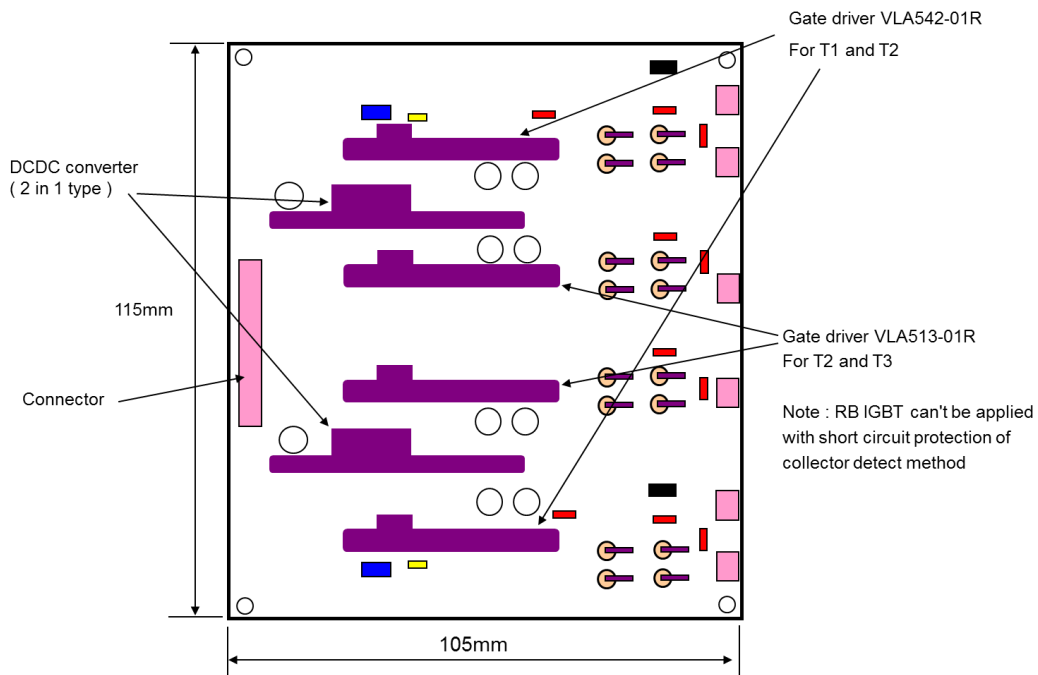 Gate driver VLA542-01R
For T1 and T2
DCDC converter
( 2 in 1 type )
115mm
Connector
Gate driver VLA513-01R
For T2 and T3
Note : RB IGBT can't be applied
with short circuit protection of
collector detect method
105mm